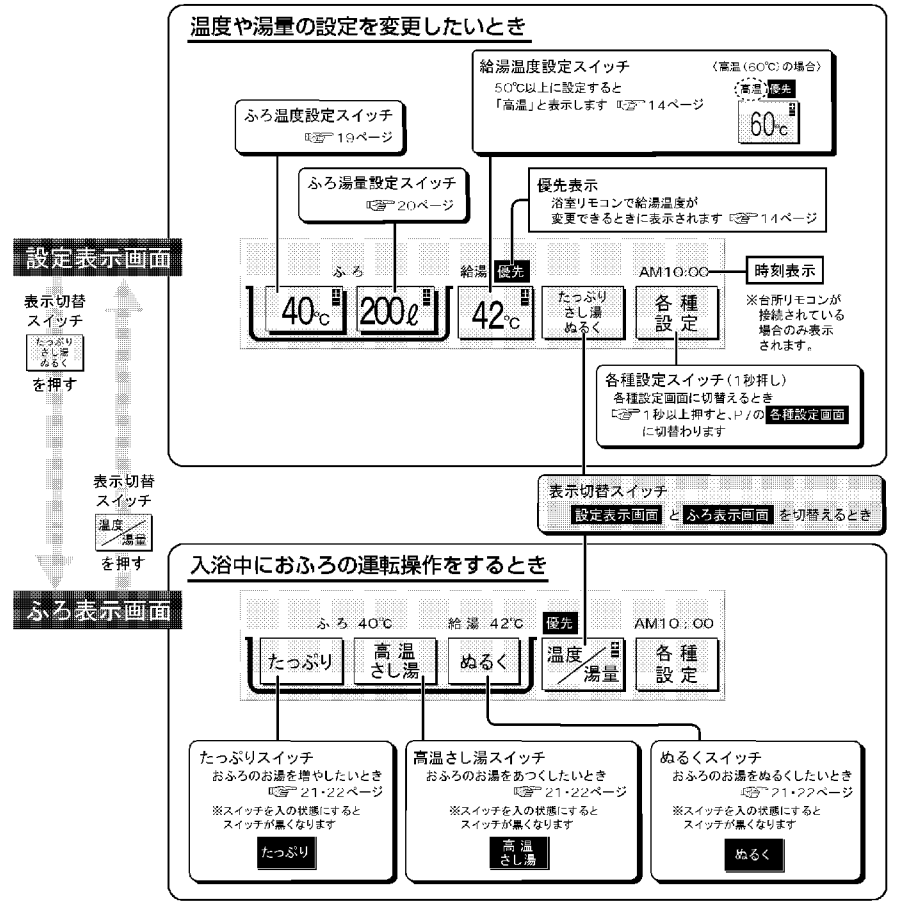 温度や湯量の設定を変更したいとき
給湯温度設定スイッチ
50℃以上に設定すると
「高温」と表示します ☞14ページ
〈高温(60℃)の場合〉
高温 優先
60℃
ふろ温度設定スイッチ
☞19ページ
ふろ湯量設定スイッチ
☞20ページ
優先表示
浴室リモコンで給湯温度が
変更できるときに表示されます ☞14ページ
設定表示画面
ふろ 給湯 優先 AM10:00
時刻表示
40℃
200ℓ
42℃
たっぷり
さし湯
ぬるく
各種
設定
※台所リモコンが
接続されている
場合のみ表示
されます。
表示切替
スイッチ
たっぷり
さし湯
ぬるく
を押す
各種設定スイッチ(1秒押し)
各種設定画面に切替えるとき
☞1秒以上押すと、P7の 各種設定画面
に切替わります
表示切替
スイッチ
温度/湯量
を押す
表示切替スイッチ
設定表示画面 と ふろ表示画面 を切替えるとき
入浴中におふろの運転操作をするとき
ふろ表示画面
ふろ 40℃ 給湯 42℃ 優先 AM10:00
たっぷり
高温
さし湯
ぬるく
温度/湯量
各種
設定
たっぷりスイッチ
おふろのお湯を増やしたいとき
☞21・22ページ
※スイッチを入の状態にすると
スイッチが黒くなります
たっぷり
高温さし湯スイッチ
おふろのお湯をあつくしたいとき
☞21・22ページ
※スイッチを入の状態にすると
スイッチが黒くなります
高温
さし湯
ぬるくスイッチ
おふろのお湯をぬるくしたいとき
☞21・22ページ
※スイッチを入の状態にすると
スイッチが黒くなります
ぬるく